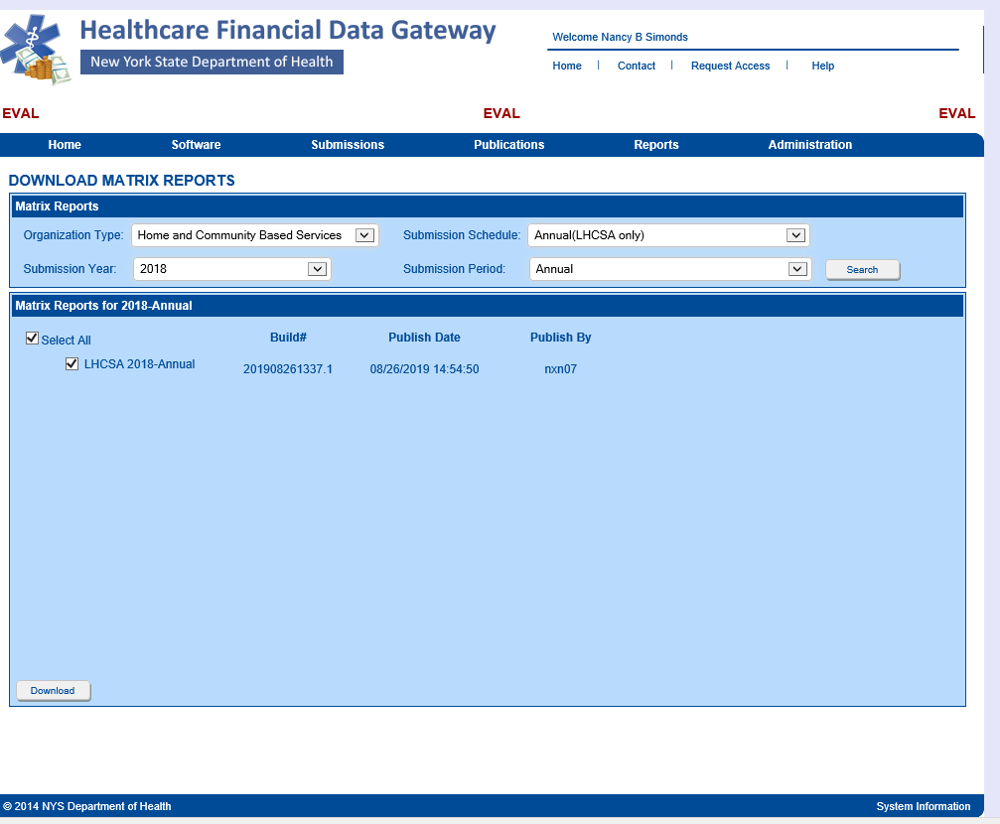 Healthcare Financial Data Gateway
New York State Department of Health
Welcome Nancy B Simonds
Home | Contact | Request Access | Help
EVAL EVAL EVAL
Home Software Submissions Publications Reports Administration
DOWNLOAD MATRIX REPORTS
Matrix Reports
Organization Type: Home and Community Based Services Submission Schedule: Annual(LHCSA only)
Submission Year: 2018 Submission Period: Annual Search
Matrix Reports for 2018-Annual
Select All Build# Publish Date Publish By
LHCSA 2018-Annual 201908261337.1 08/26/2019 14:54:50 nxn07
Download
© 2014 NYS Department of Health System Information